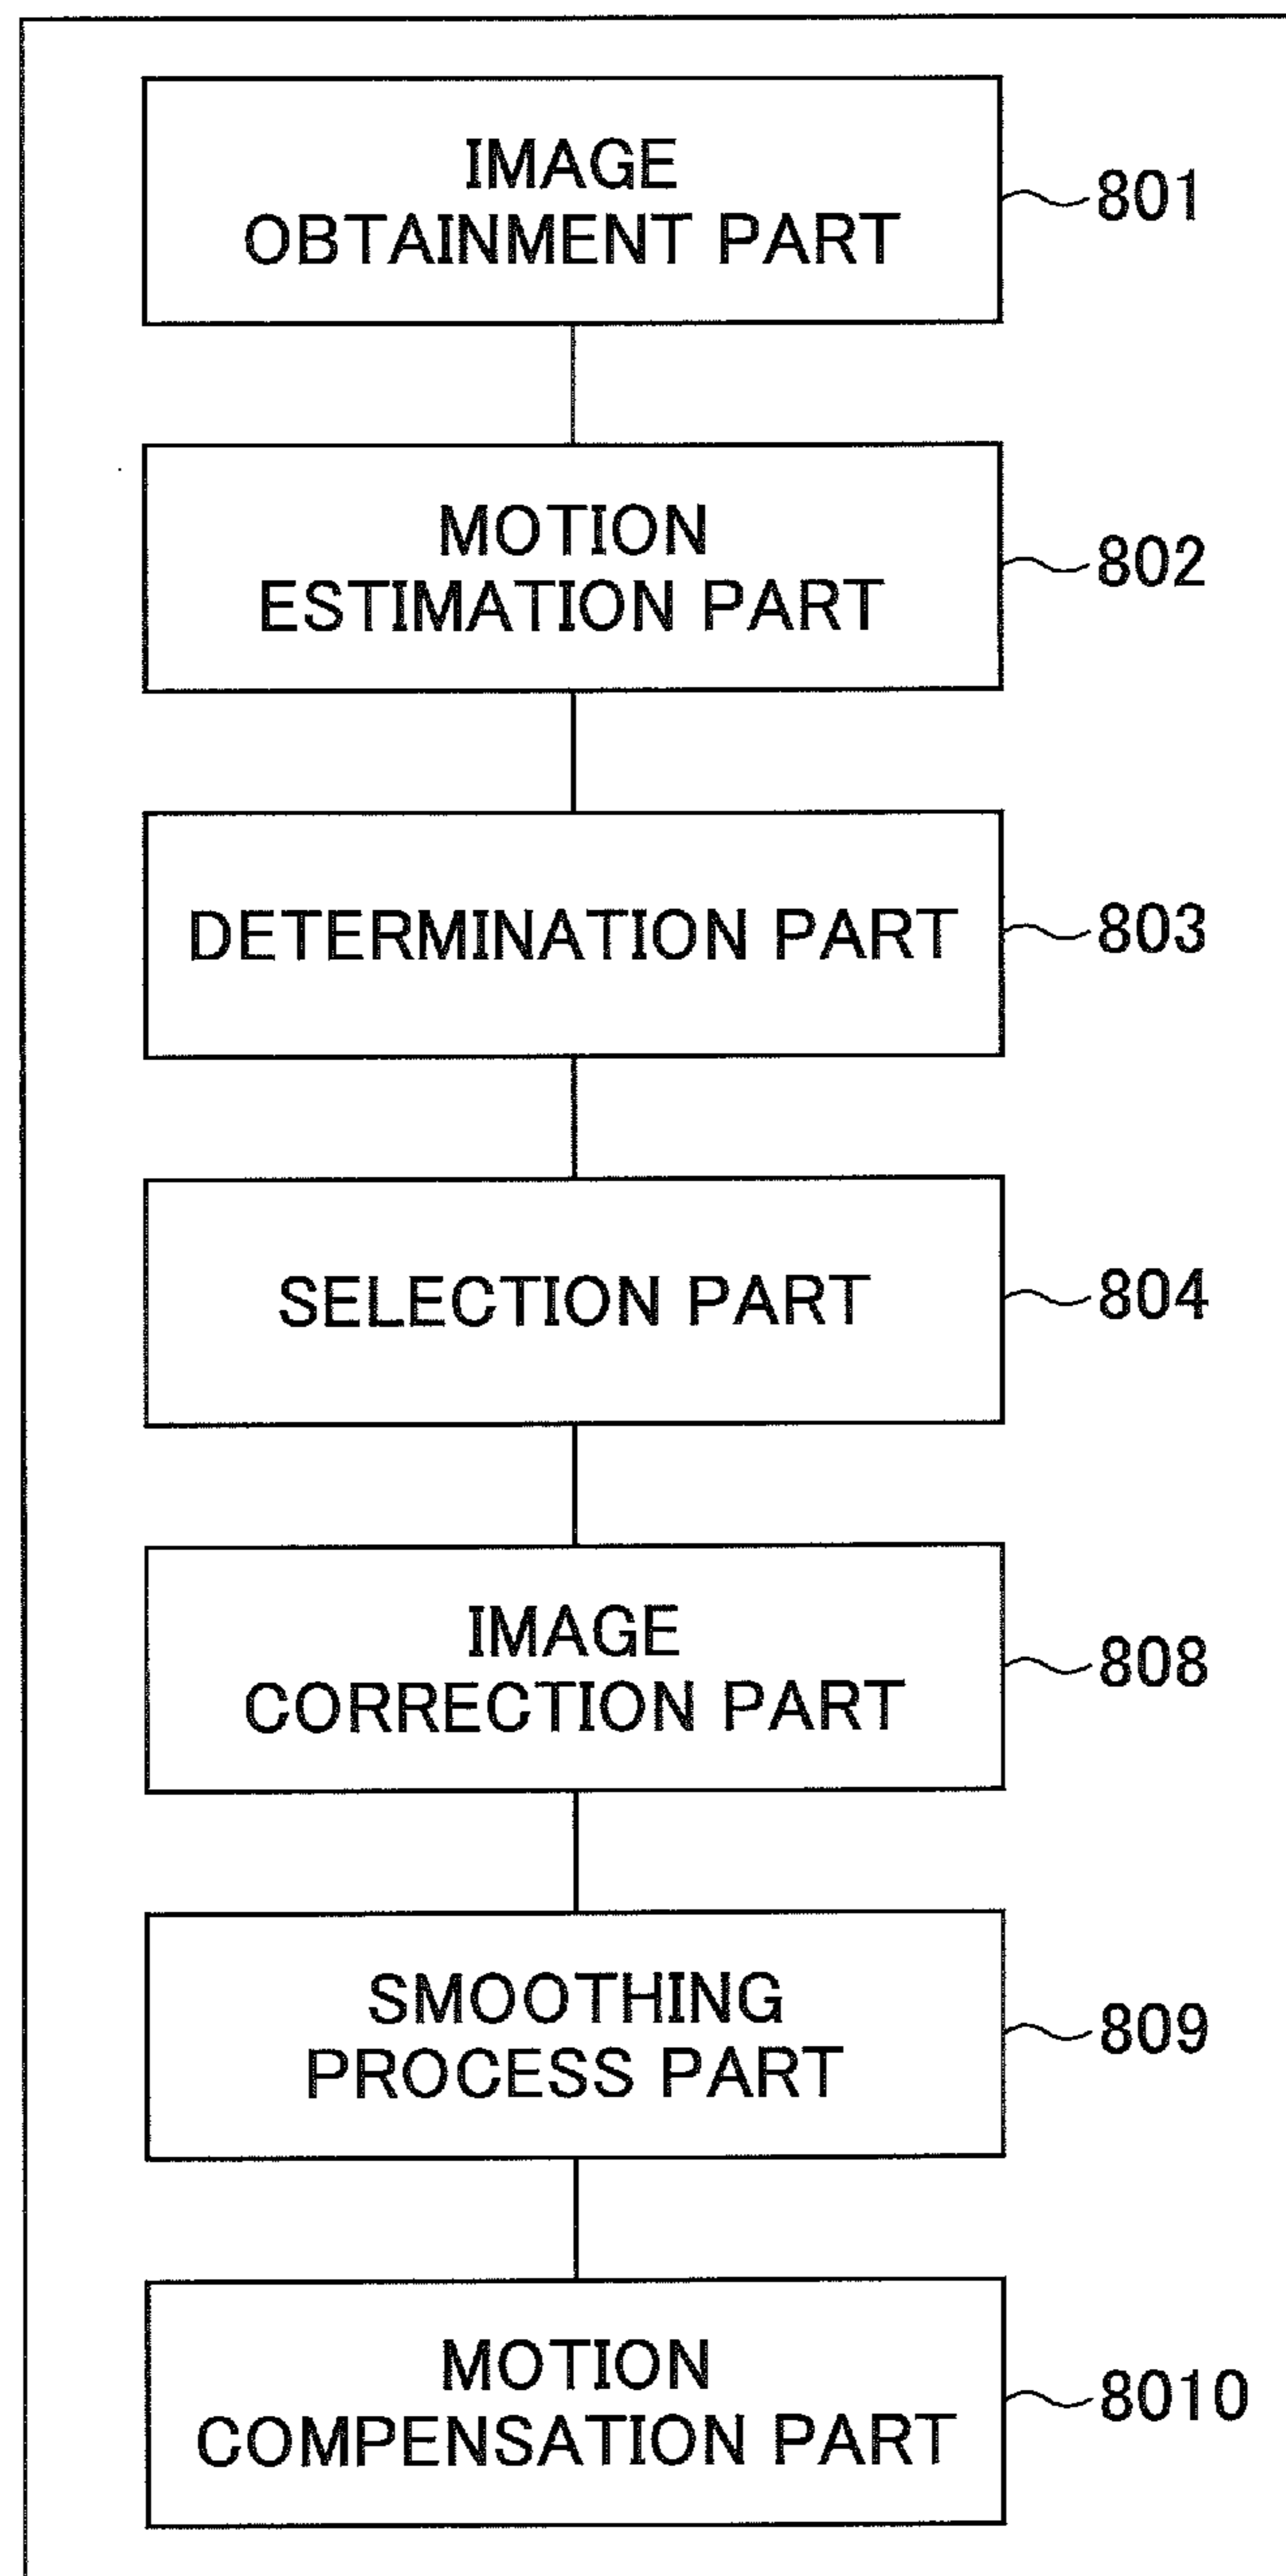 IMAGE
OBTAINMENT PART
801
MOTION
ESTIMATION PART
802
DETERMINATION PART
803
SELECTION PART
804
IMAGE
CORRECTION PART
808
SMOOTHING
PROCESS PART
809
MOTION
COMPENSATION PART
8010